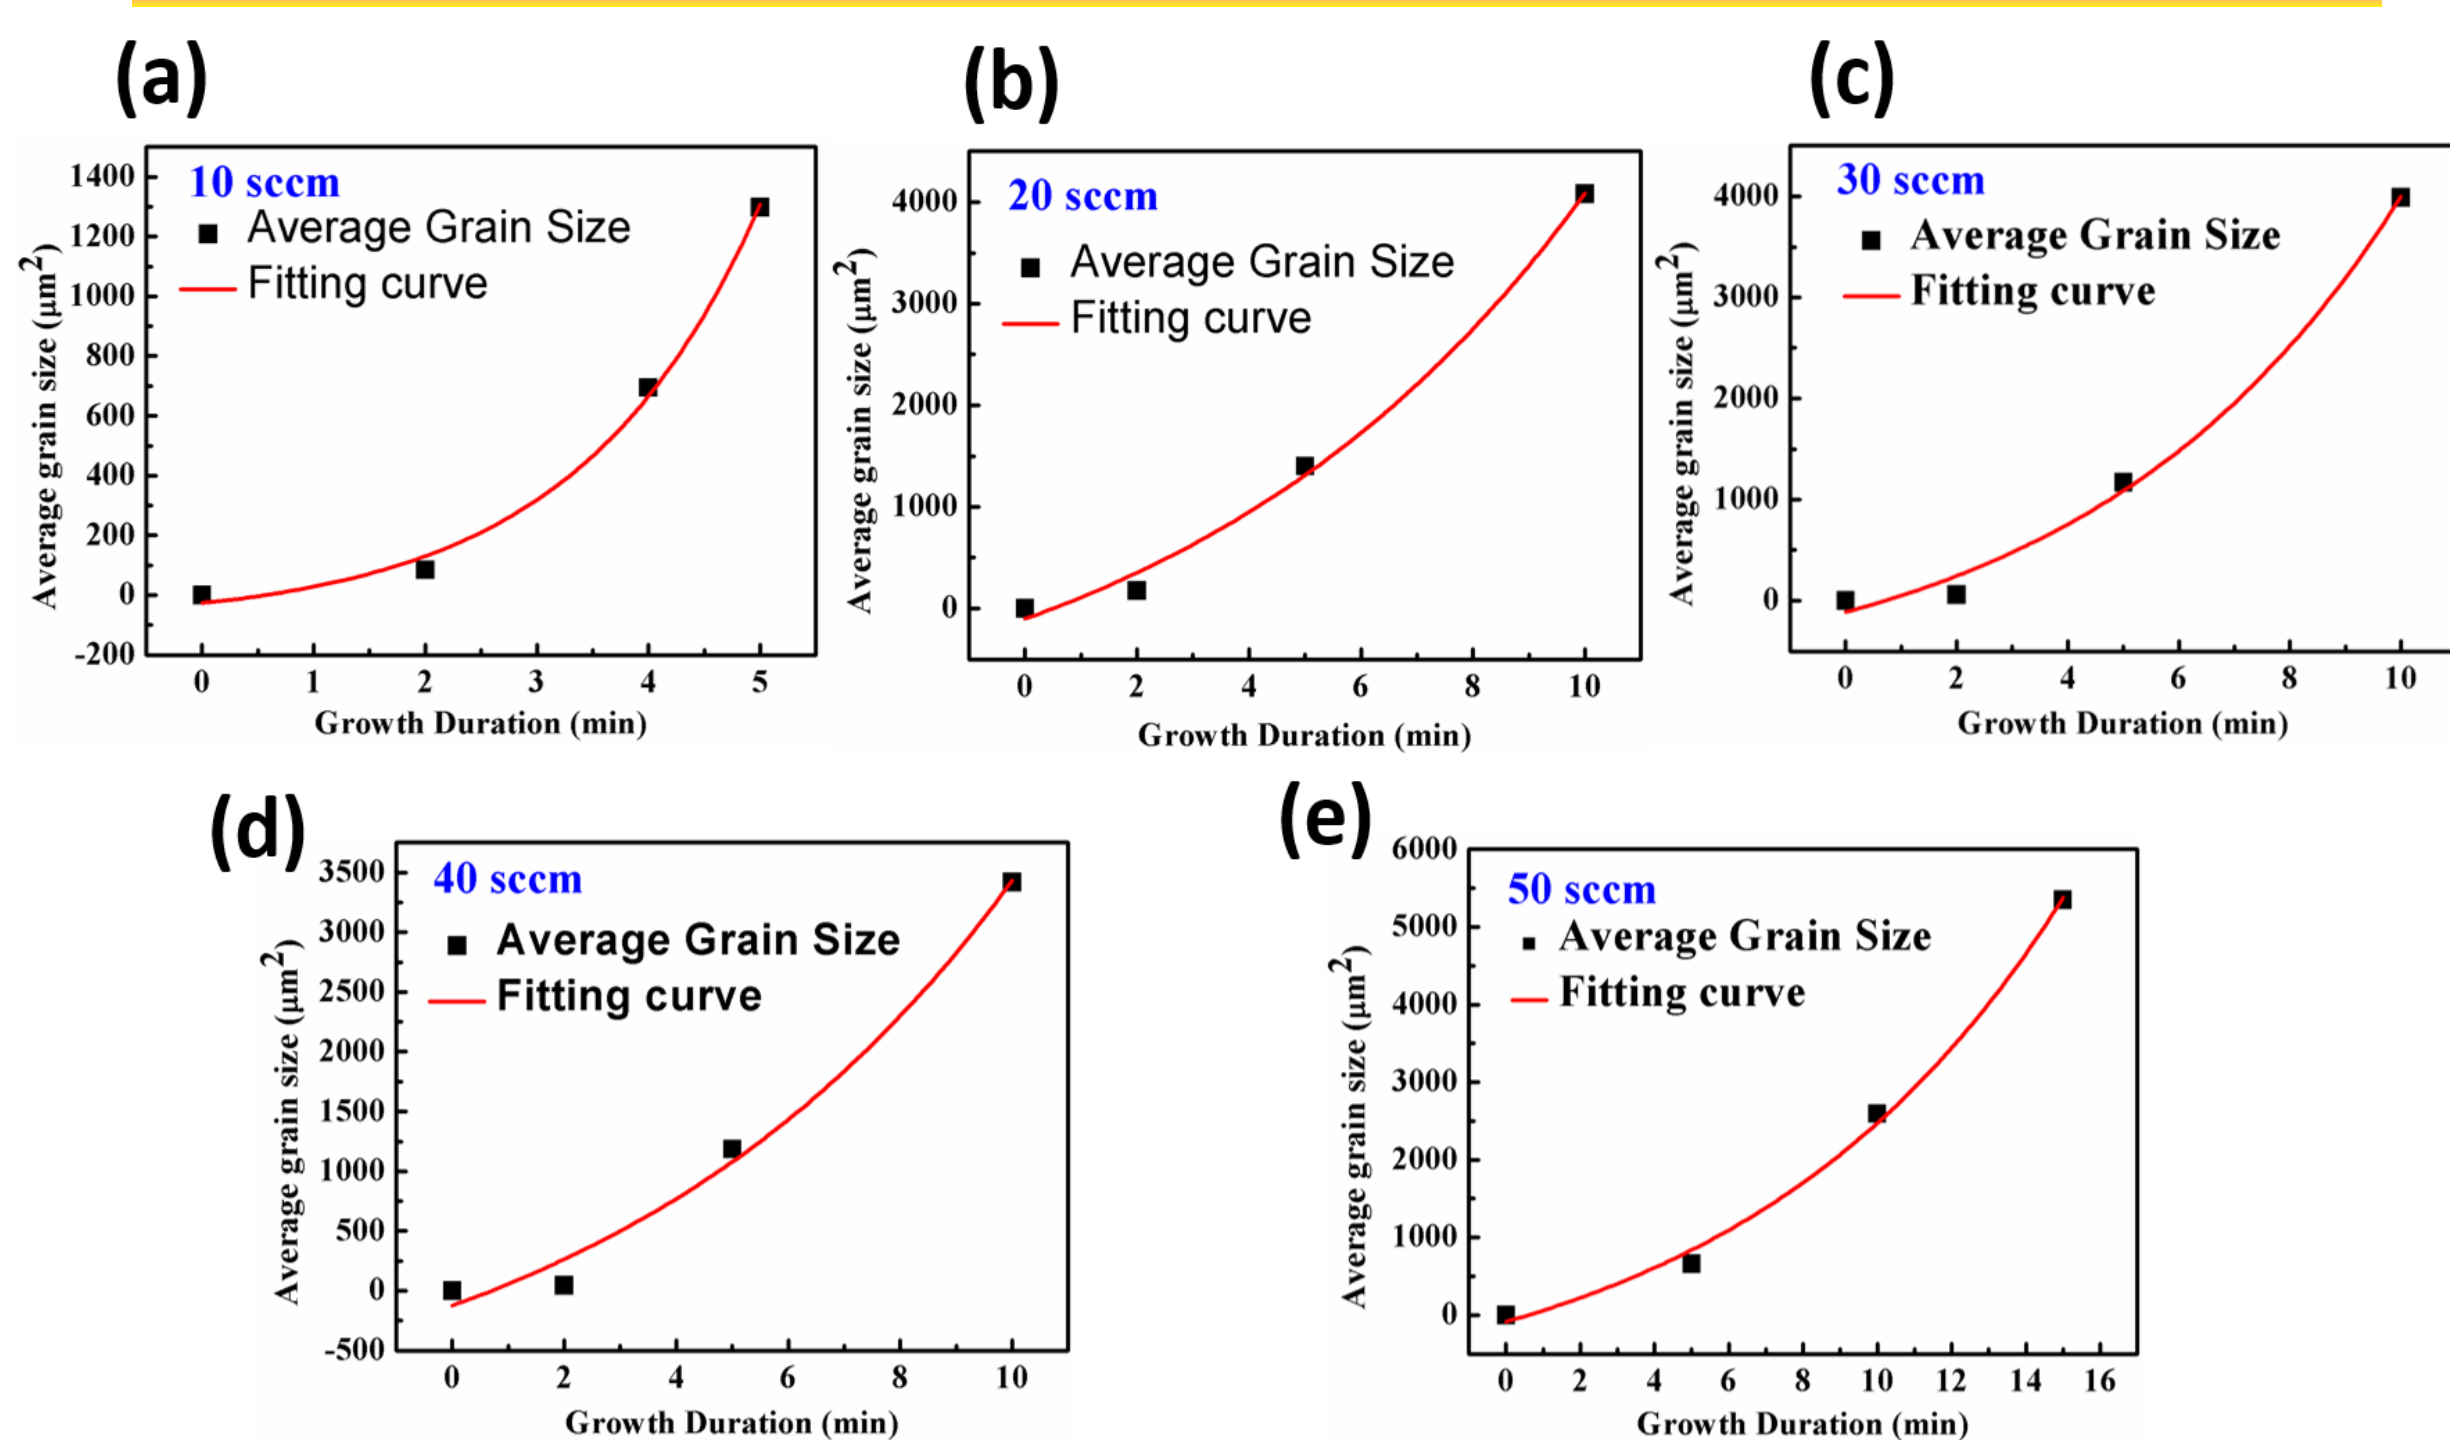 (a)
10 sccm
Average Grain Size
Fitting curve
1400
1200
1000
800
600
400
200
0
-200
Average grain size (μm²)
0 1 2 3 4 5
Growth Duration (min)
(b)
20 sccm
Average Grain Size
Fitting curve
4000
3000
2000
1000
0
Average grain size (μm²)
0 2 4 6 8 10
Growth Duration (min)
(c)
30 sccm
Average Grain Size
Fitting curve
4000
3000
2000
1000
0
Average grain size (μm²)
0 2 4 6 8 10
Growth Duration (min)
(d)
40 sccm
Average Grain Size
Fitting curve
3500
3000
2500
2000
1500
1000
500
0
-500
Average grain size (μm²)
0 2 4 6 8 10
Growth Duration (min)
(e)
50 sccm
Average Grain Size
Fitting curve
6000
5000
4000
3000
2000
1000
0
Average grain size (μm²)
0 2 4 6 8 10 12 14 16
Growth Duration (min)